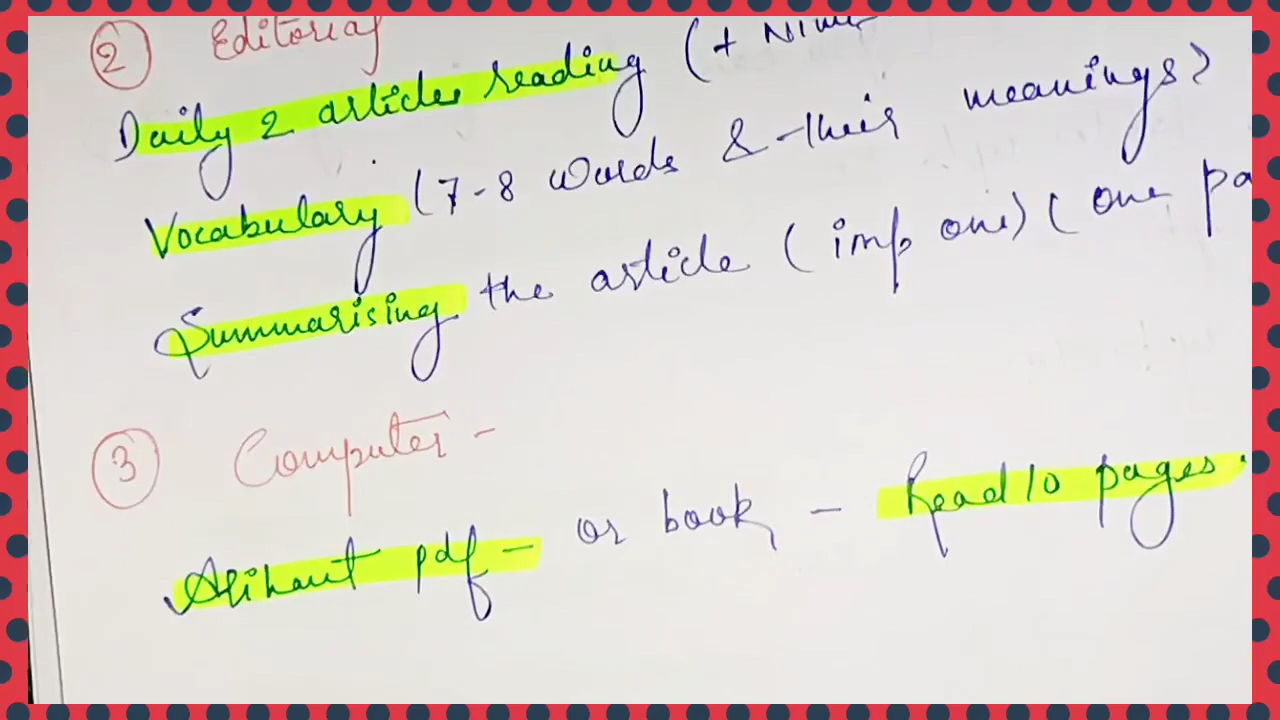 ② Editorial
Daily 2 articles reading (+
Vocabulary (7-8 words & their meanings)
Summarising the article (imp one) (one
③ Computer -
Arihant pdf - or book - Read 10 pages.